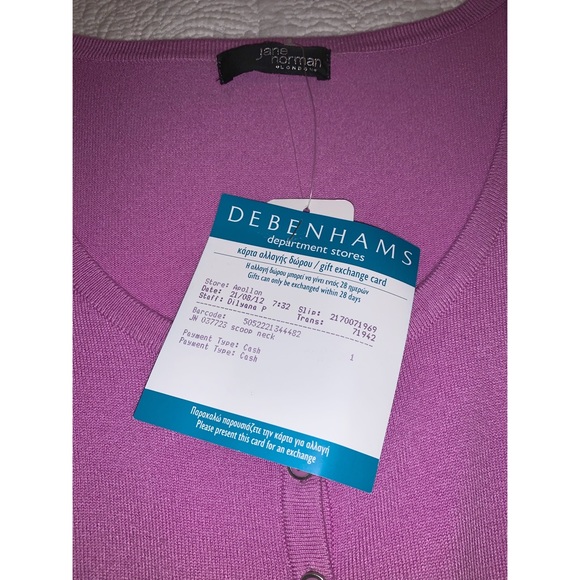 jane
norman
LONDON
DEBENHAMS
department stores
κάρτα αλλαγής δώρου / gift exchange card
Η αλλαγή δώρου μπορεί να γίνει εντός 28 ημερών
Gifts can only be exchanged within 28 days
Store: Apollon
Date: 21/08/12 7:32 Slip: 2170071969
Staff: Dilyana P Trans: 71942
Barcode: 5052221344482
JN 037723 scoop neck 1
Payment Type: Cash
Payment Type: Cash
Παρακαλώ παρουσιάζετε την κάρτα για αλλαγή
Please present this card for an exchange